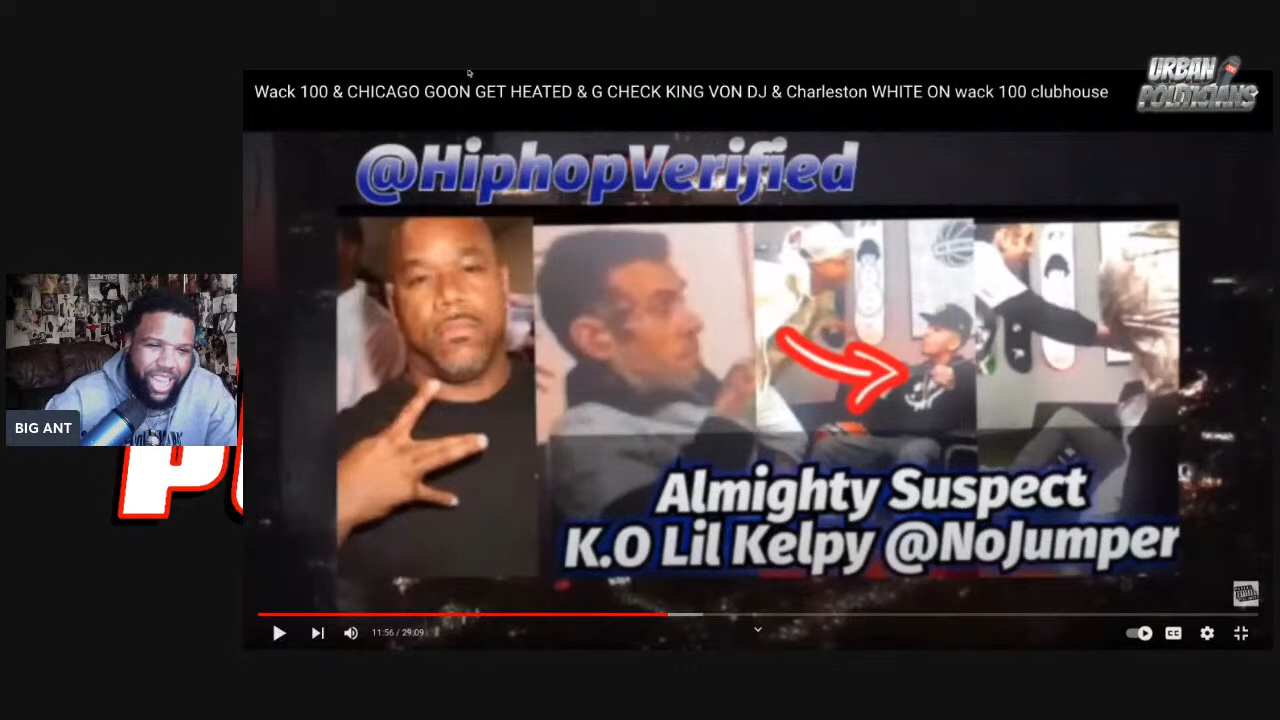 Wack 100 & CHICAGO GOON GET HEATED & G CHECK KING VON DJ & Charleston WHITE ON wack 100 clubhouse
URBAN
POLITICIANS
@HiphopVerified
BIG ANT
P
Almighty Suspect
K.O Lil Kelpy @NoJumper
11:56 / 29:09
CC